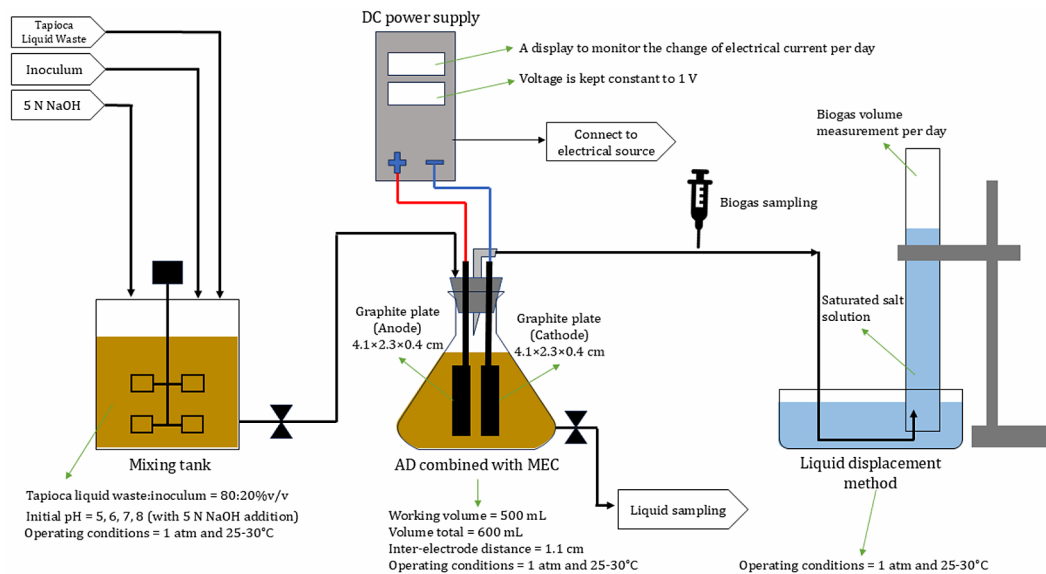 DC power supply
Tapioca
Liquid Waste
Inoculum
5 N NaOH
A display to monitor the change of electrical current per day
Voltage is kept constant to 1 V
Connect to
electrical source
Biogas volume
measurement per day
Biogas sampling
Graphite plate
(Anode)
4.1×2.3×0.4 cm
Graphite plate
(Cathode)
4.1×2.3×0.4 cm
Saturated salt
solution
Mixing tank
AD combined with MEC
Liquid displacement
method
Tapioca liquid waste:inoculum = 80:20%v/v
Initial pH = 5, 6, 7, 8 (with 5 N NaOH addition)
Operating conditions = 1 atm and 25-30°C
Working volume = 500 mL
Volume total = 600 mL
Inter-electrode distance = 1.1 cm
Operating conditions = 1 atm and 25-30°C
Liquid sampling
Operating conditions = 1 atm and 25-30°C